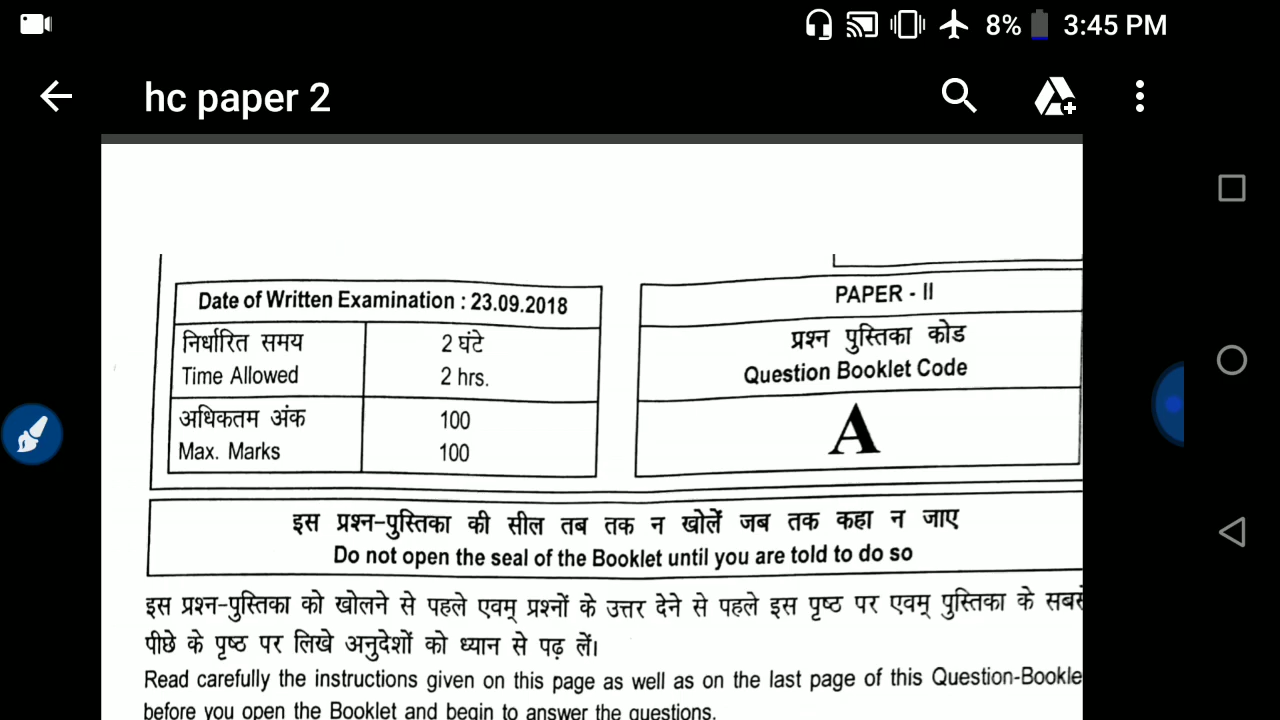 8% 3:45 PM
hc paper 2
Date of Written Examination : 23.09.2018
निर्धारित समय 2 घंटे
Time Allowed 2 hrs.
अधिकतम अंक 100
Max. Marks 100
PAPER - II
प्रश्न पुस्तिका कोड
Question Booklet Code
A
इस प्रश्न-पुस्तिका की सील तब तक न खोलें जब तक कहा न जाए
Do not open the seal of the Booklet until you are told to do so
इस प्रश्न-पुस्तिका को खोलने से पहले एवम् प्रश्नों के उत्तर देने से पहले इस पृष्ठ पर एवम् पुस्तिका के सबसे
पीछे के पृष्ठ पर लिखे अनुदेशों को ध्यान से पढ़ लें।
Read carefully the instructions given on this page as well as on the last page of this Question-Bookle
before you open the Booklet and begin to answer the questions.